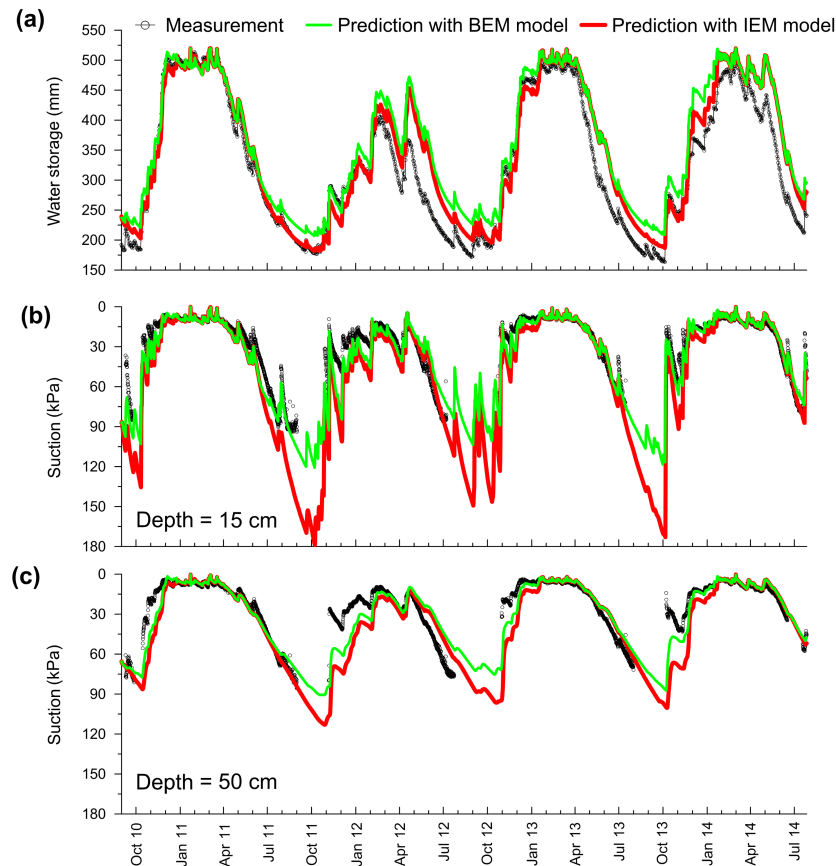 (a)
Measurement Prediction with BEM model Prediction with IEM model
550
500
450
400
350
300
250
200
150
Water storage (mm)
(b)
0
30
60
90
120
150
180
Suction (kPa)
Depth = 15 cm
(c)
0
30
60
90
120
150
180
Suction (kPa)
Depth = 50 cm
Oct 10
Jan 11
Apr 11
Jul 11
Oct 11
Jan 12
Apr 12
Jul 12
Oct 12
Jan 13
Apr 13
Jul 13
Oct 13
Jan 14
Apr 14
Jul 14